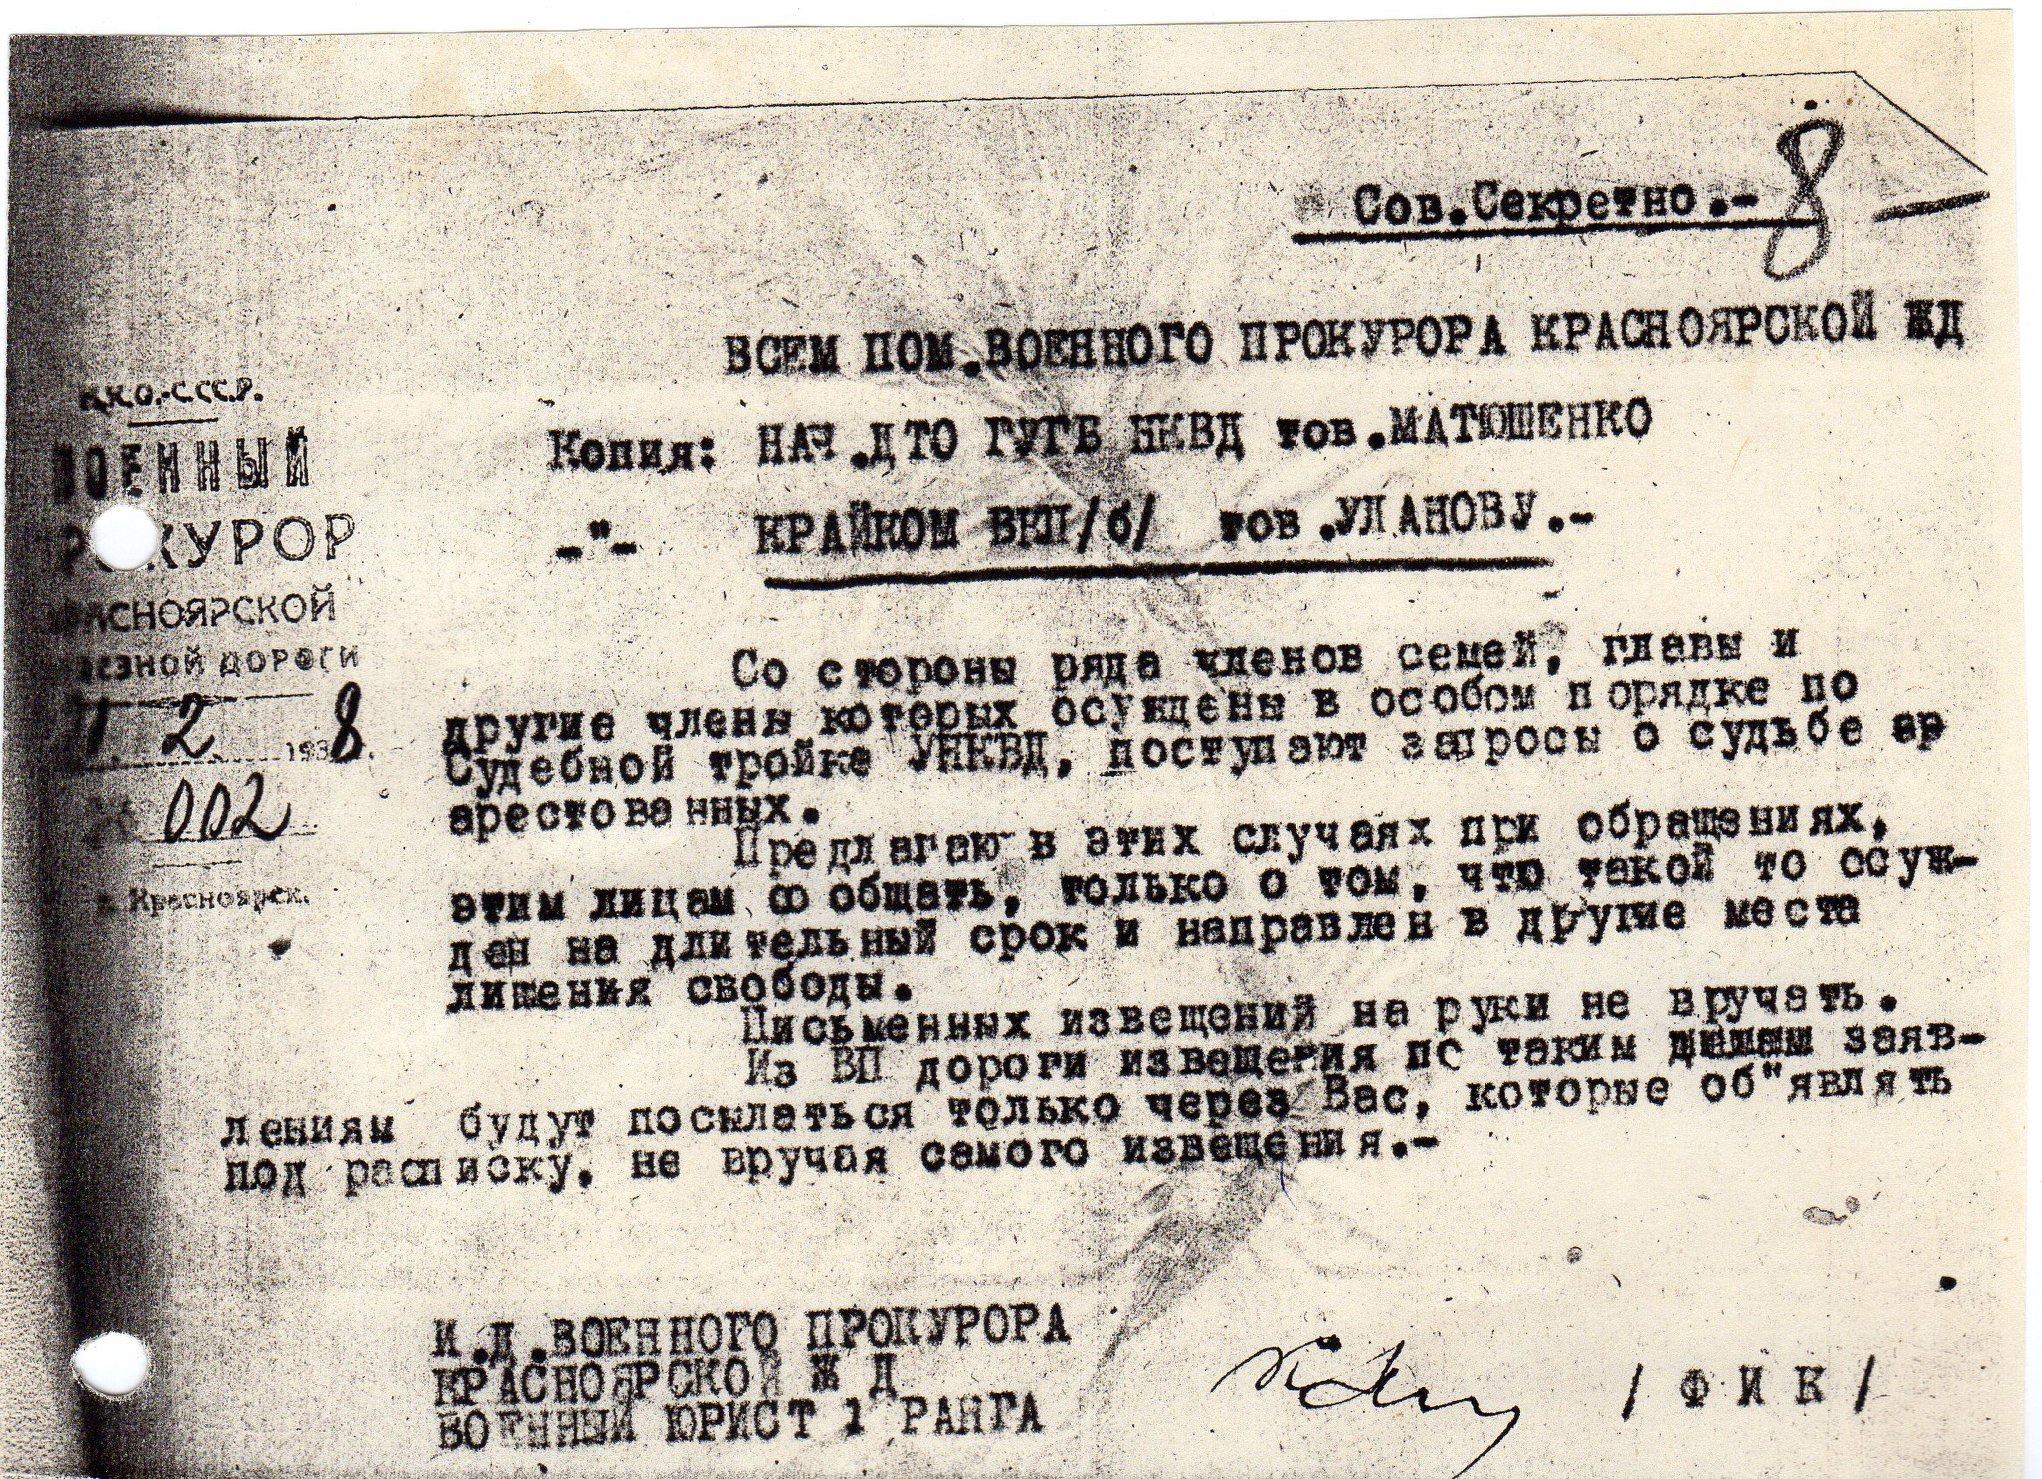 Сов.Секретно.-
8
ВСЕМ ПОМ.ВОЕННОГО ПРОКУРОРА КРАСНОЯРСКОЙ ЖД
Копия: НАЧ.ДТО ГУГБ НКВД тов.МАТЮШЕНКО
-"- КРАЙКОМ ВКП/б/ тов.УЛАНОВУ.-
Н.К.О.-С.С.С.Р.
ВОЕННЫЙ
ПРОКУРОР
КРАСНОЯРСКОЙ
ДОРОГИ
2 1938.
002
г. Красноярск.
Со стороны ряда членов семей, главы и
другие члены которых осуждены в особом порядке по
Судебной тройке УНКВД, поступают запросы о судьбе ар
арестованных.
Предлагаю в этих случаях при обращениях,
этим лицам сообщать, только о том, что такой то осуж-
ден на длительный срок и направлен в другие места
лишения свободы.
Письменных извещений на руки не вручать.
Из ВП дороги извещения по таким заяв-
лениям будут посылаться только через Вас, которые об"являть
под расписку, не вручая самого извещения.-
И.Д.ВОЕННОГО ПРОКУРОРА
КРАСНОЯРСКОЙ Ж Д
ВОЕННЫЙ ЮРИСТ 1 РАНГА
/ Ф И К /